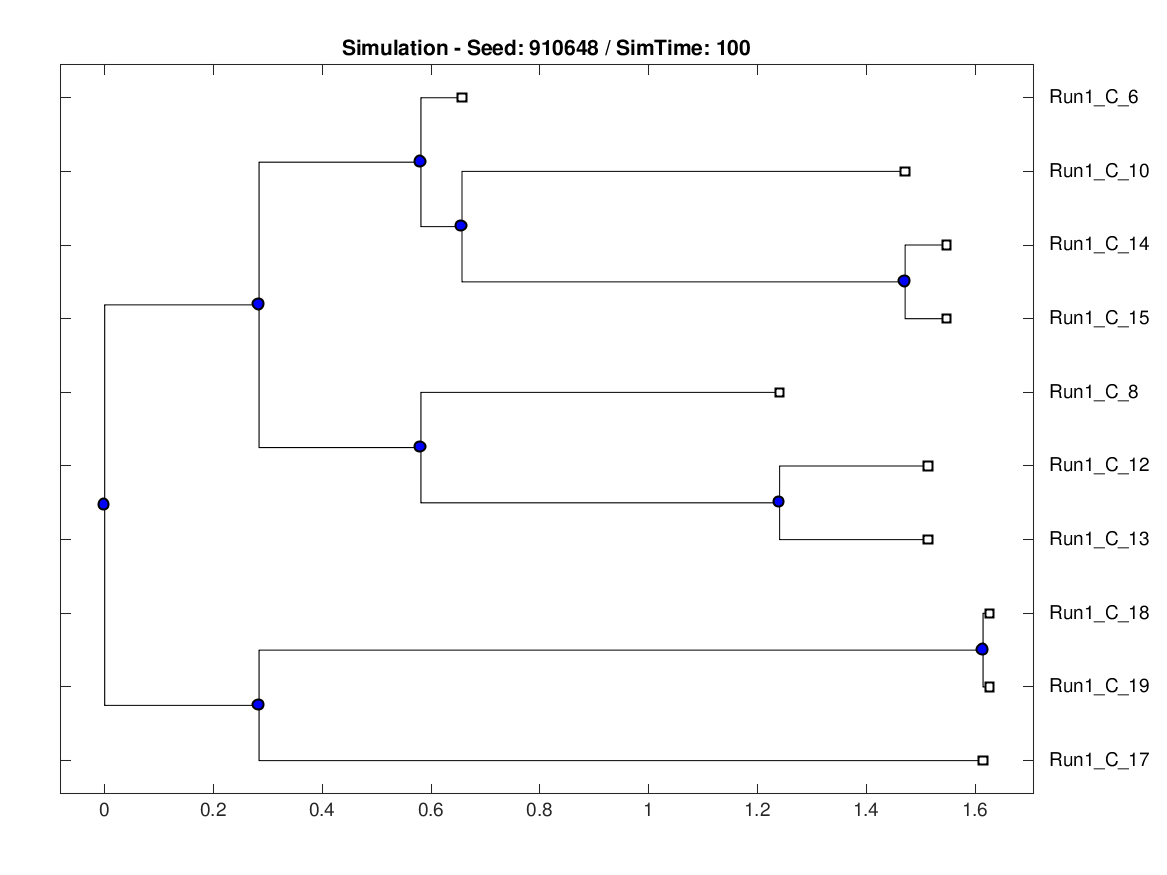 Simulation - Seed: 910648 / SimTime: 100
Run1_C_6
Run1_C_10
Run1_C_14
Run1_C_15
Run1_C_8
Run1_C_12
Run1_C_13
Run1_C_18
Run1_C_19
Run1_C_17
0 0.2 0.4 0.6 0.8 1 1.2 1.4 1.6